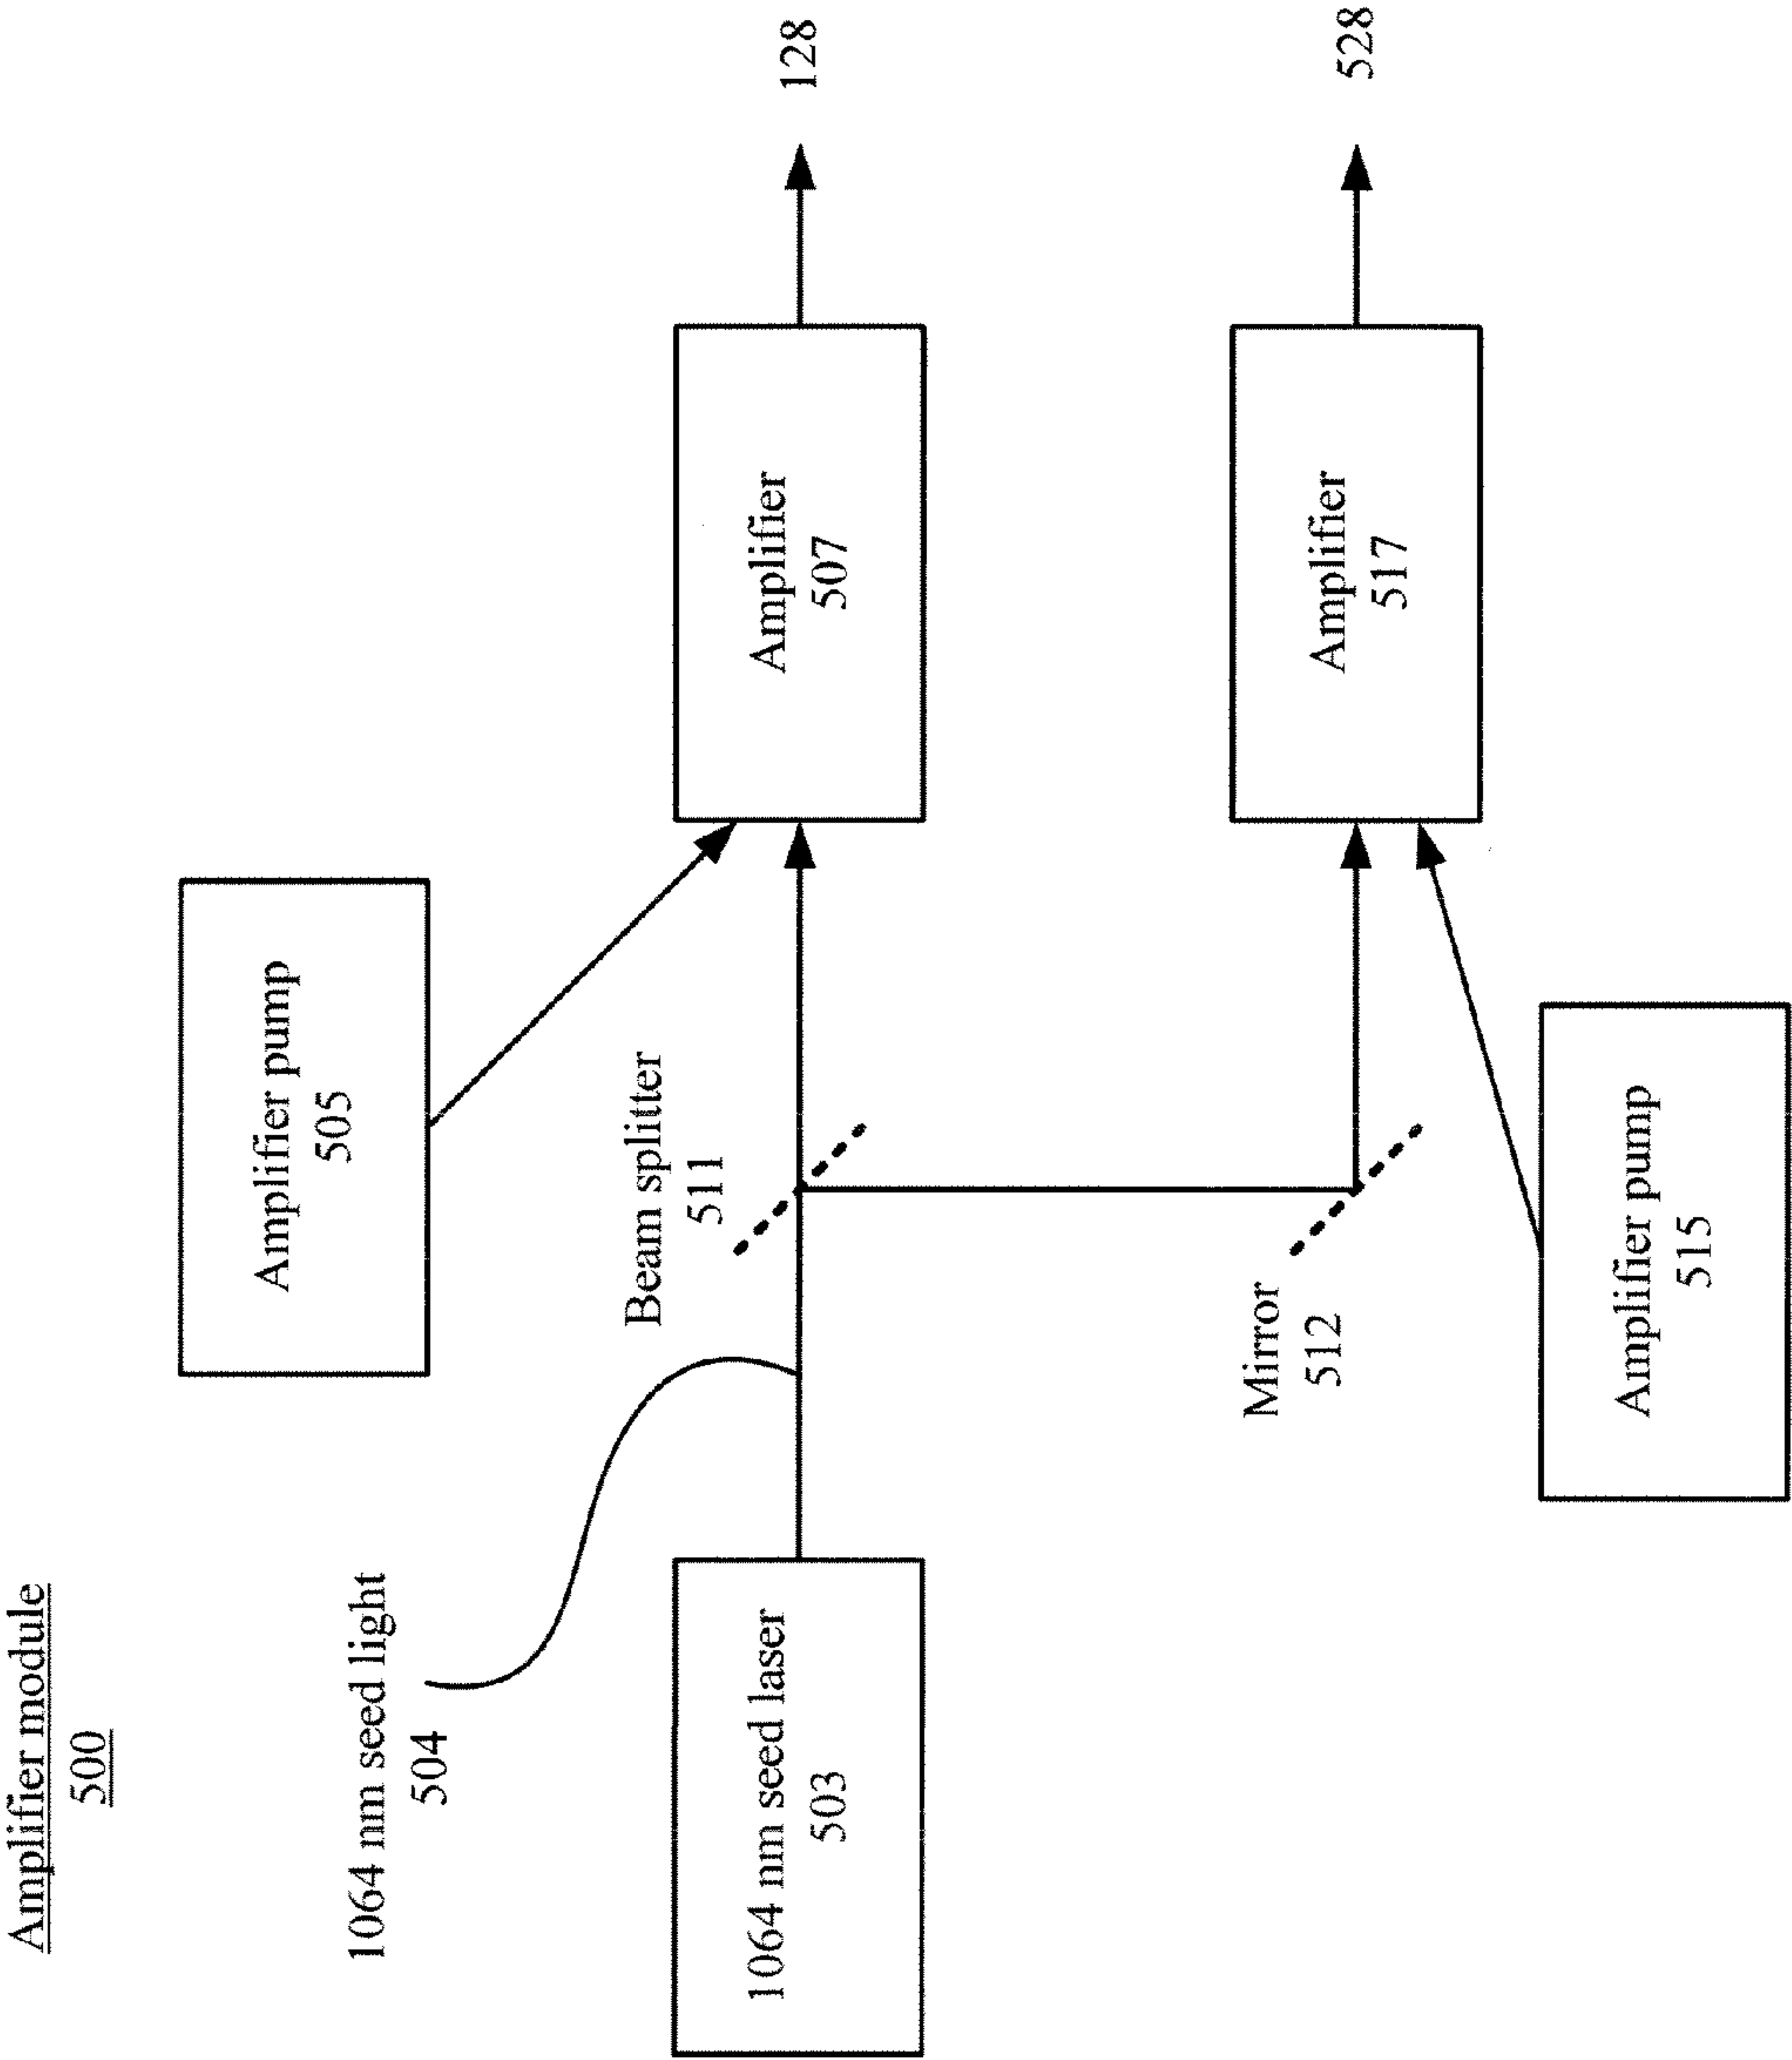 Amplifier module
500
1064 nm seed light
504
1064 nm seed laser
503
Amplifier pump
505
Beam splitter
511
Amplifier
507
128
Mirror
512
Amplifier
517
528
Amplifier pump
515